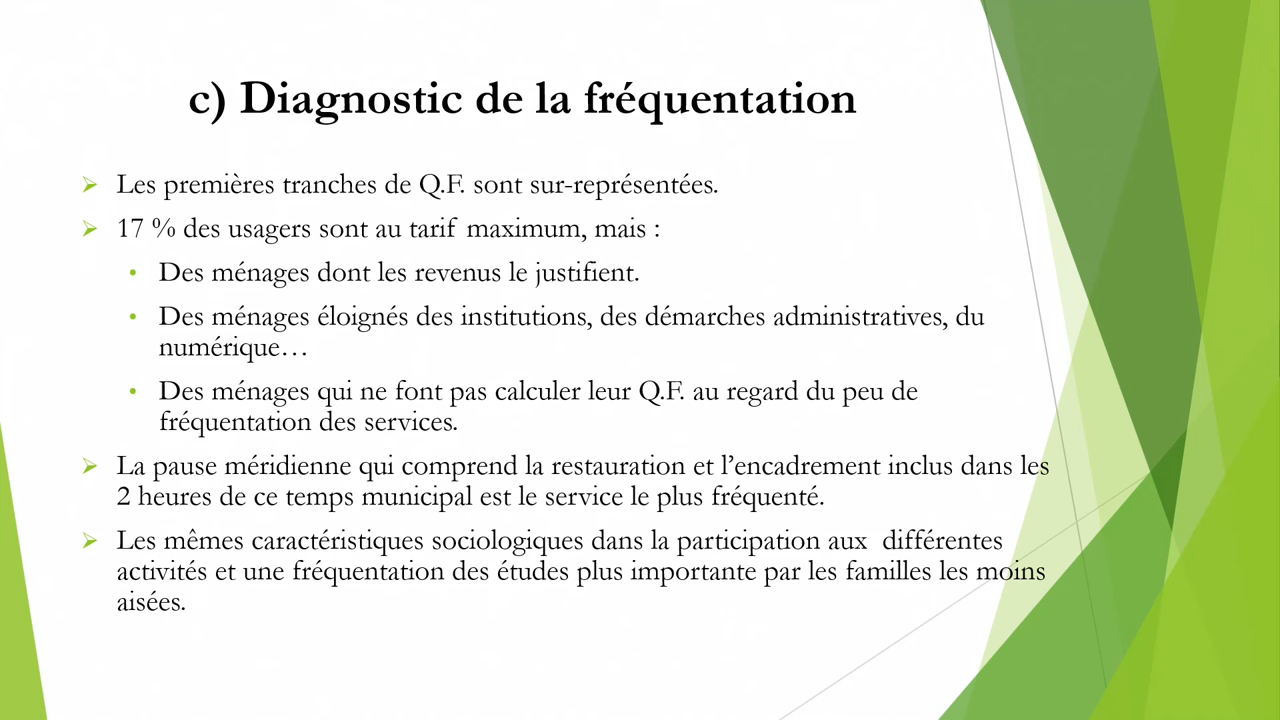 c) Diagnostic de la fréquentation
Les premières tranches de Q.F. sont sur-représentées.
17 % des usagers sont au tarif maximum, mais :
Des ménages dont les revenus le justifient.
Des ménages éloignés des institutions, des démarches administratives, du
numérique…
Des ménages qui ne font pas calculer leur Q.F. au regard du peu de
fréquentation des services.
La pause méridienne qui comprend la restauration et l’encadrement inclus dans les
2 heures de ce temps municipal est le service le plus fréquenté.
Les mêmes caractéristiques sociologiques dans la participation aux différentes
activités et une fréquentation des études plus importante par les familles les moins
aisées.